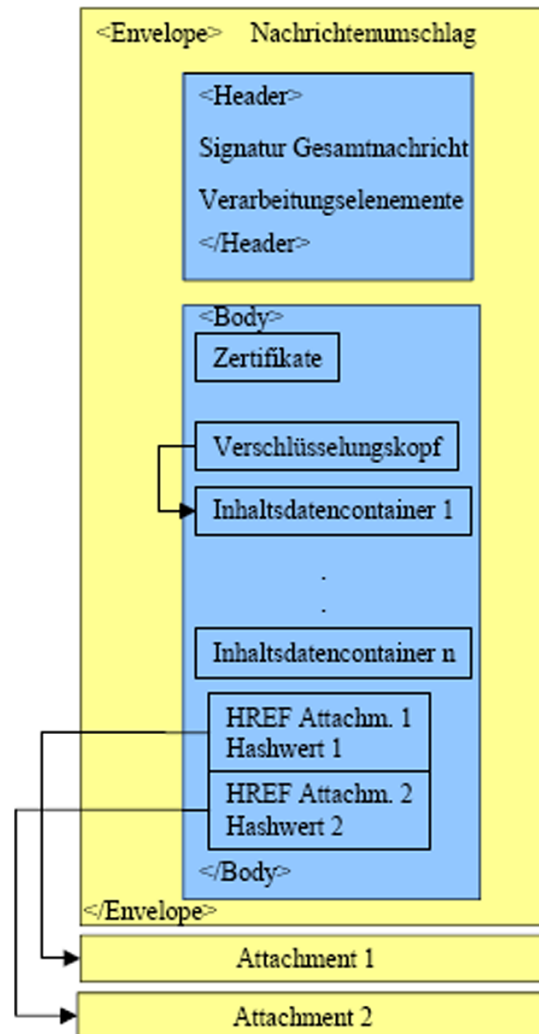 <Envelope> Nachrichtenumschlag
<Header>
Signatur Gesamtnachricht
Verarbeitungselenemente
</Header>
<Body>
Zertifikate
Verschlüsselungskopf
Inhaltsdatencontainer 1
.
.
Inhaltsdatencontainer n
HREF Attachm. 1
Hashwert 1
HREF Attachm. 2
Hashwert 2
</Body>
</Envelope>
Attachment 1
Attachment 2